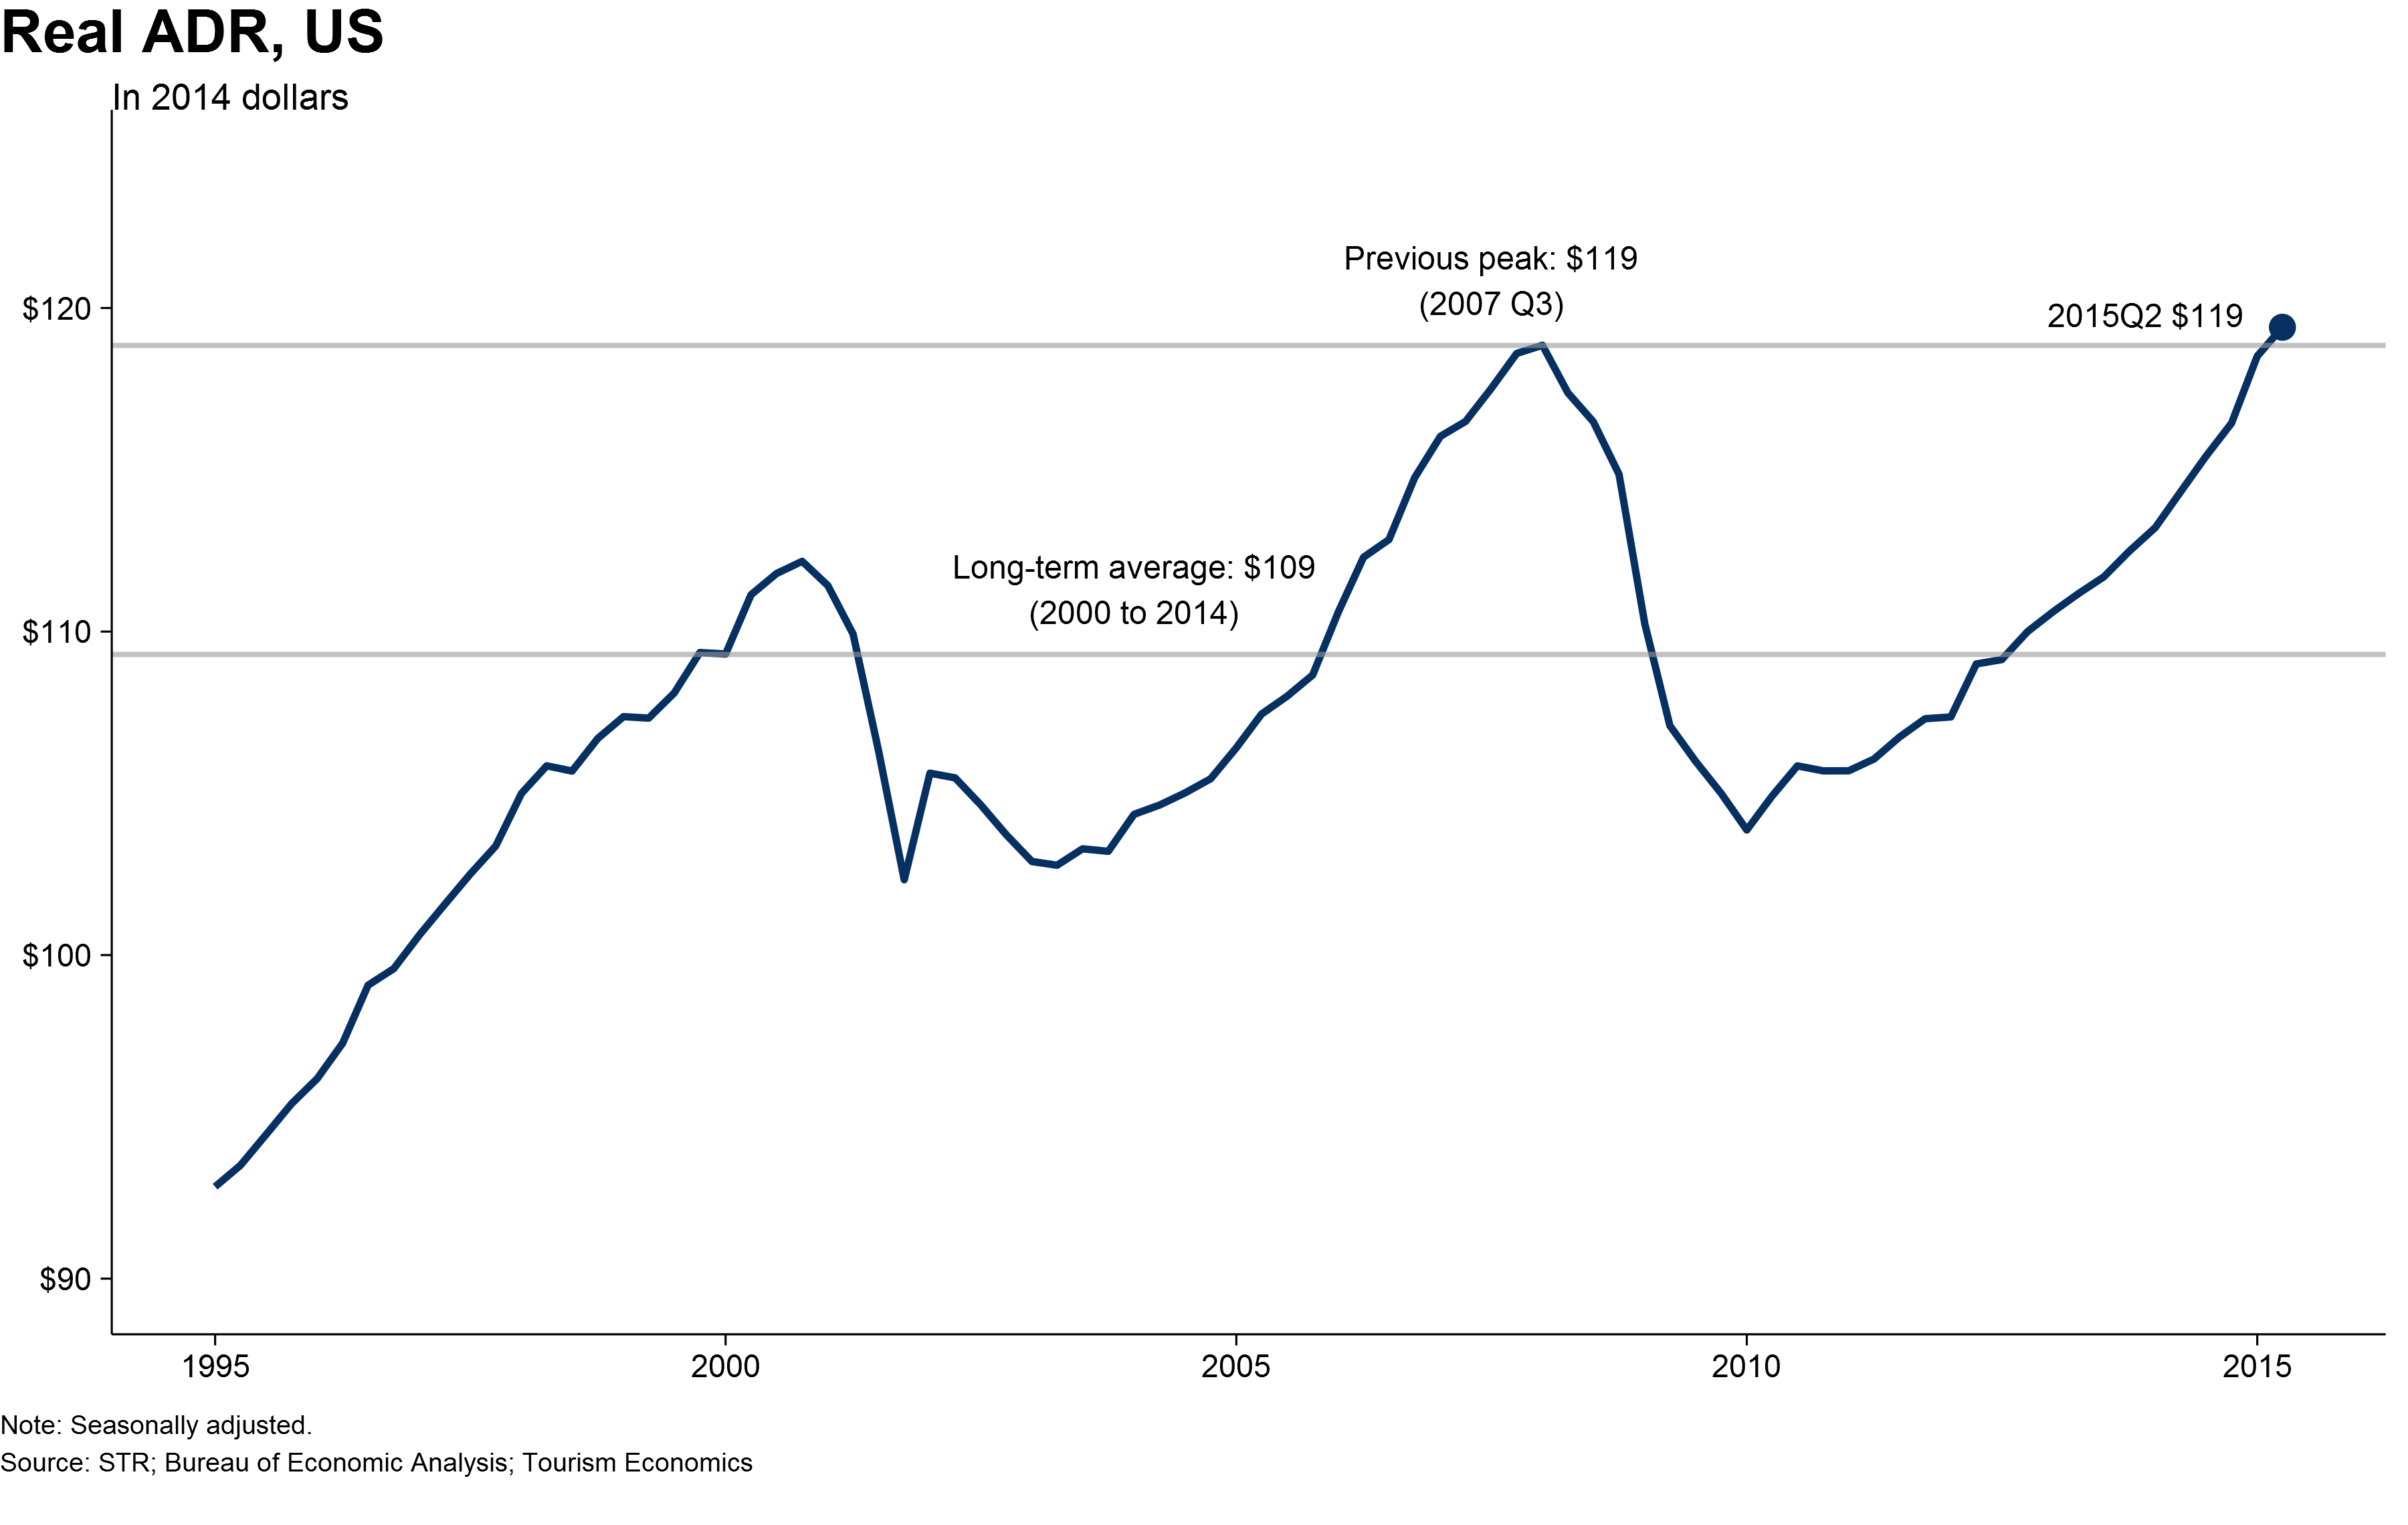 Real ADR, US
In 2014 dollars
Previous peak: $119
(2007 Q3)
2015Q2 $119
$120
Long-term average: $109
(2000 to 2014)
$110
$100
$90
1995 2000 2005 2010 2015
Note: Seasonally adjusted.
Source: STR; Bureau of Economic Analysis; Tourism Economics